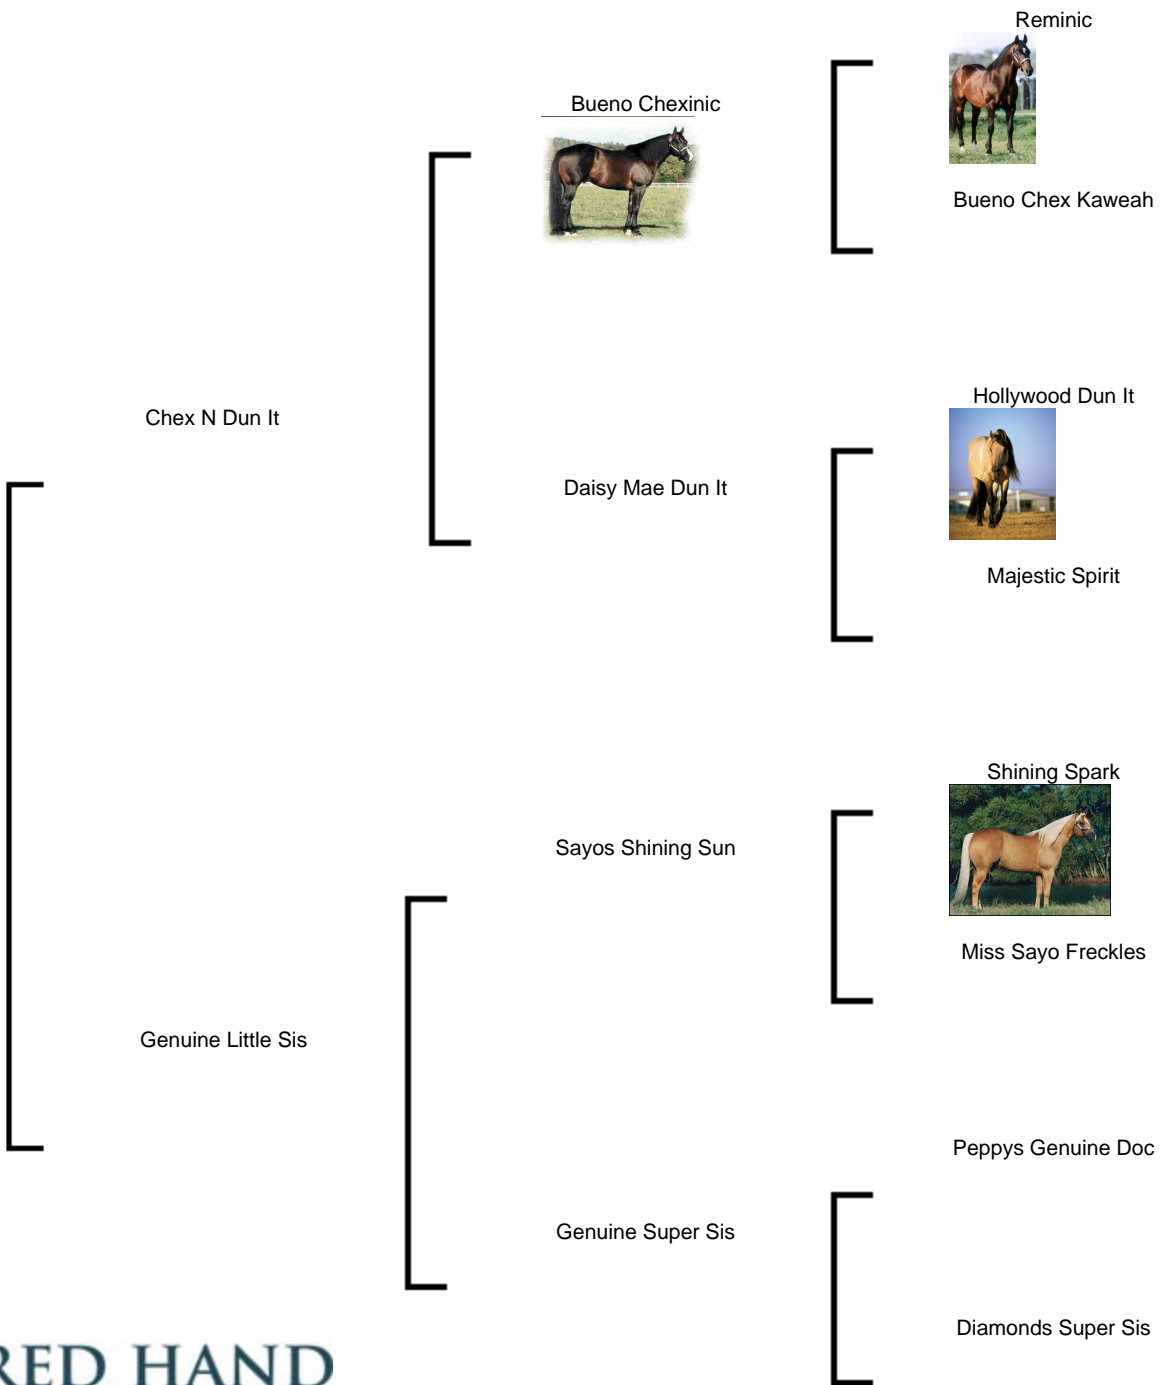 Reminic
Bueno Chexinic
Bueno Chex Kaweah
Hollywood Dun It
Chex N Dun It
Daisy Mae Dun It
Majestic Spirit
Shining Spark
Sayos Shining Sun
Miss Sayo Freckles
Genuine Little Sis
Peppys Genuine Doc
Genuine Super Sis
Diamonds Super Sis
RED HAND